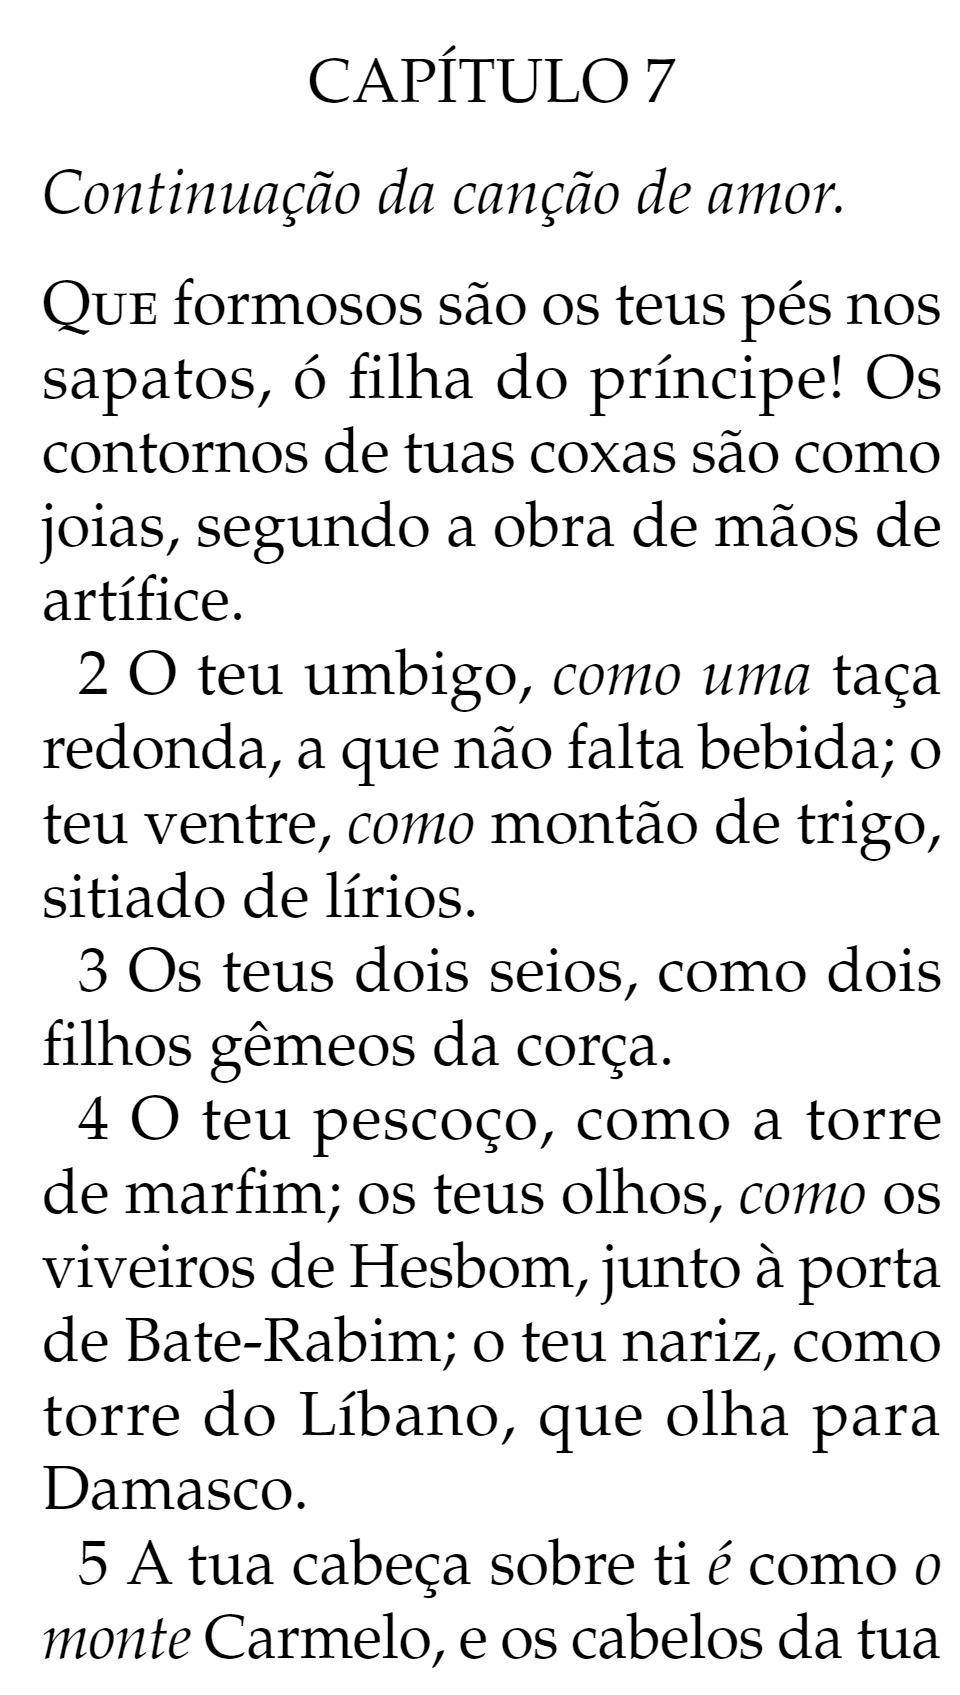 CAPÍTULO 7
Continuação da canção de amor.
QUE formosos são os teus pés nos
sapatos, ó filha do príncipe! Os
contornos de tuas coxas são como
joias, segundo a obra de mãos de
artífice.
2 O teu umbigo, como uma taça
redonda, a que não falta bebida; o
teu ventre, como montão de trigo,
sitiado de lírios.
3 Os teus dois seios, como dois
filhos gêmeos da corça.
4 O teu pescoço, como a torre
de marfim; os teus olhos, como os
viveiros de Hesbom, junto à porta
de Bate-Rabim; o teu nariz, como
torre do Líbano, que olha para
Damasco.
5 A tua cabeça sobre ti é como o
monte Carmelo, e os cabelos da tua